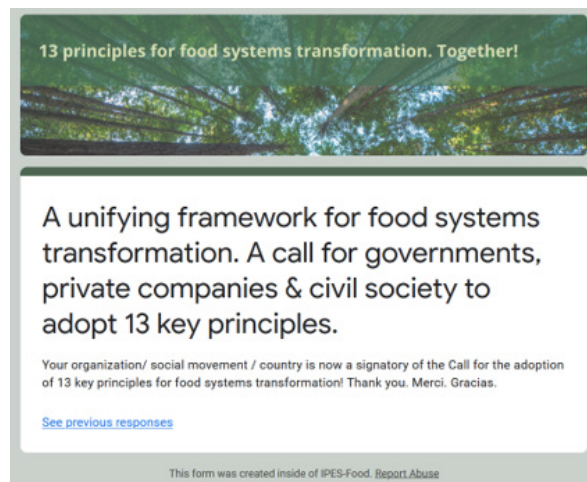 13 principles for food systems transformation. Together!
A unifying framework for food systems
transformation. A call for governments,
private companies & civil society to
adopt 13 key principles.
Your organization/ social movement / country is now a signatory of the Call for the adoption
of 13 key principles for food systems transformation! Thank you. Merci. Gracias.
See previous responses
This form was created inside of IPES-Food. Report Abuse